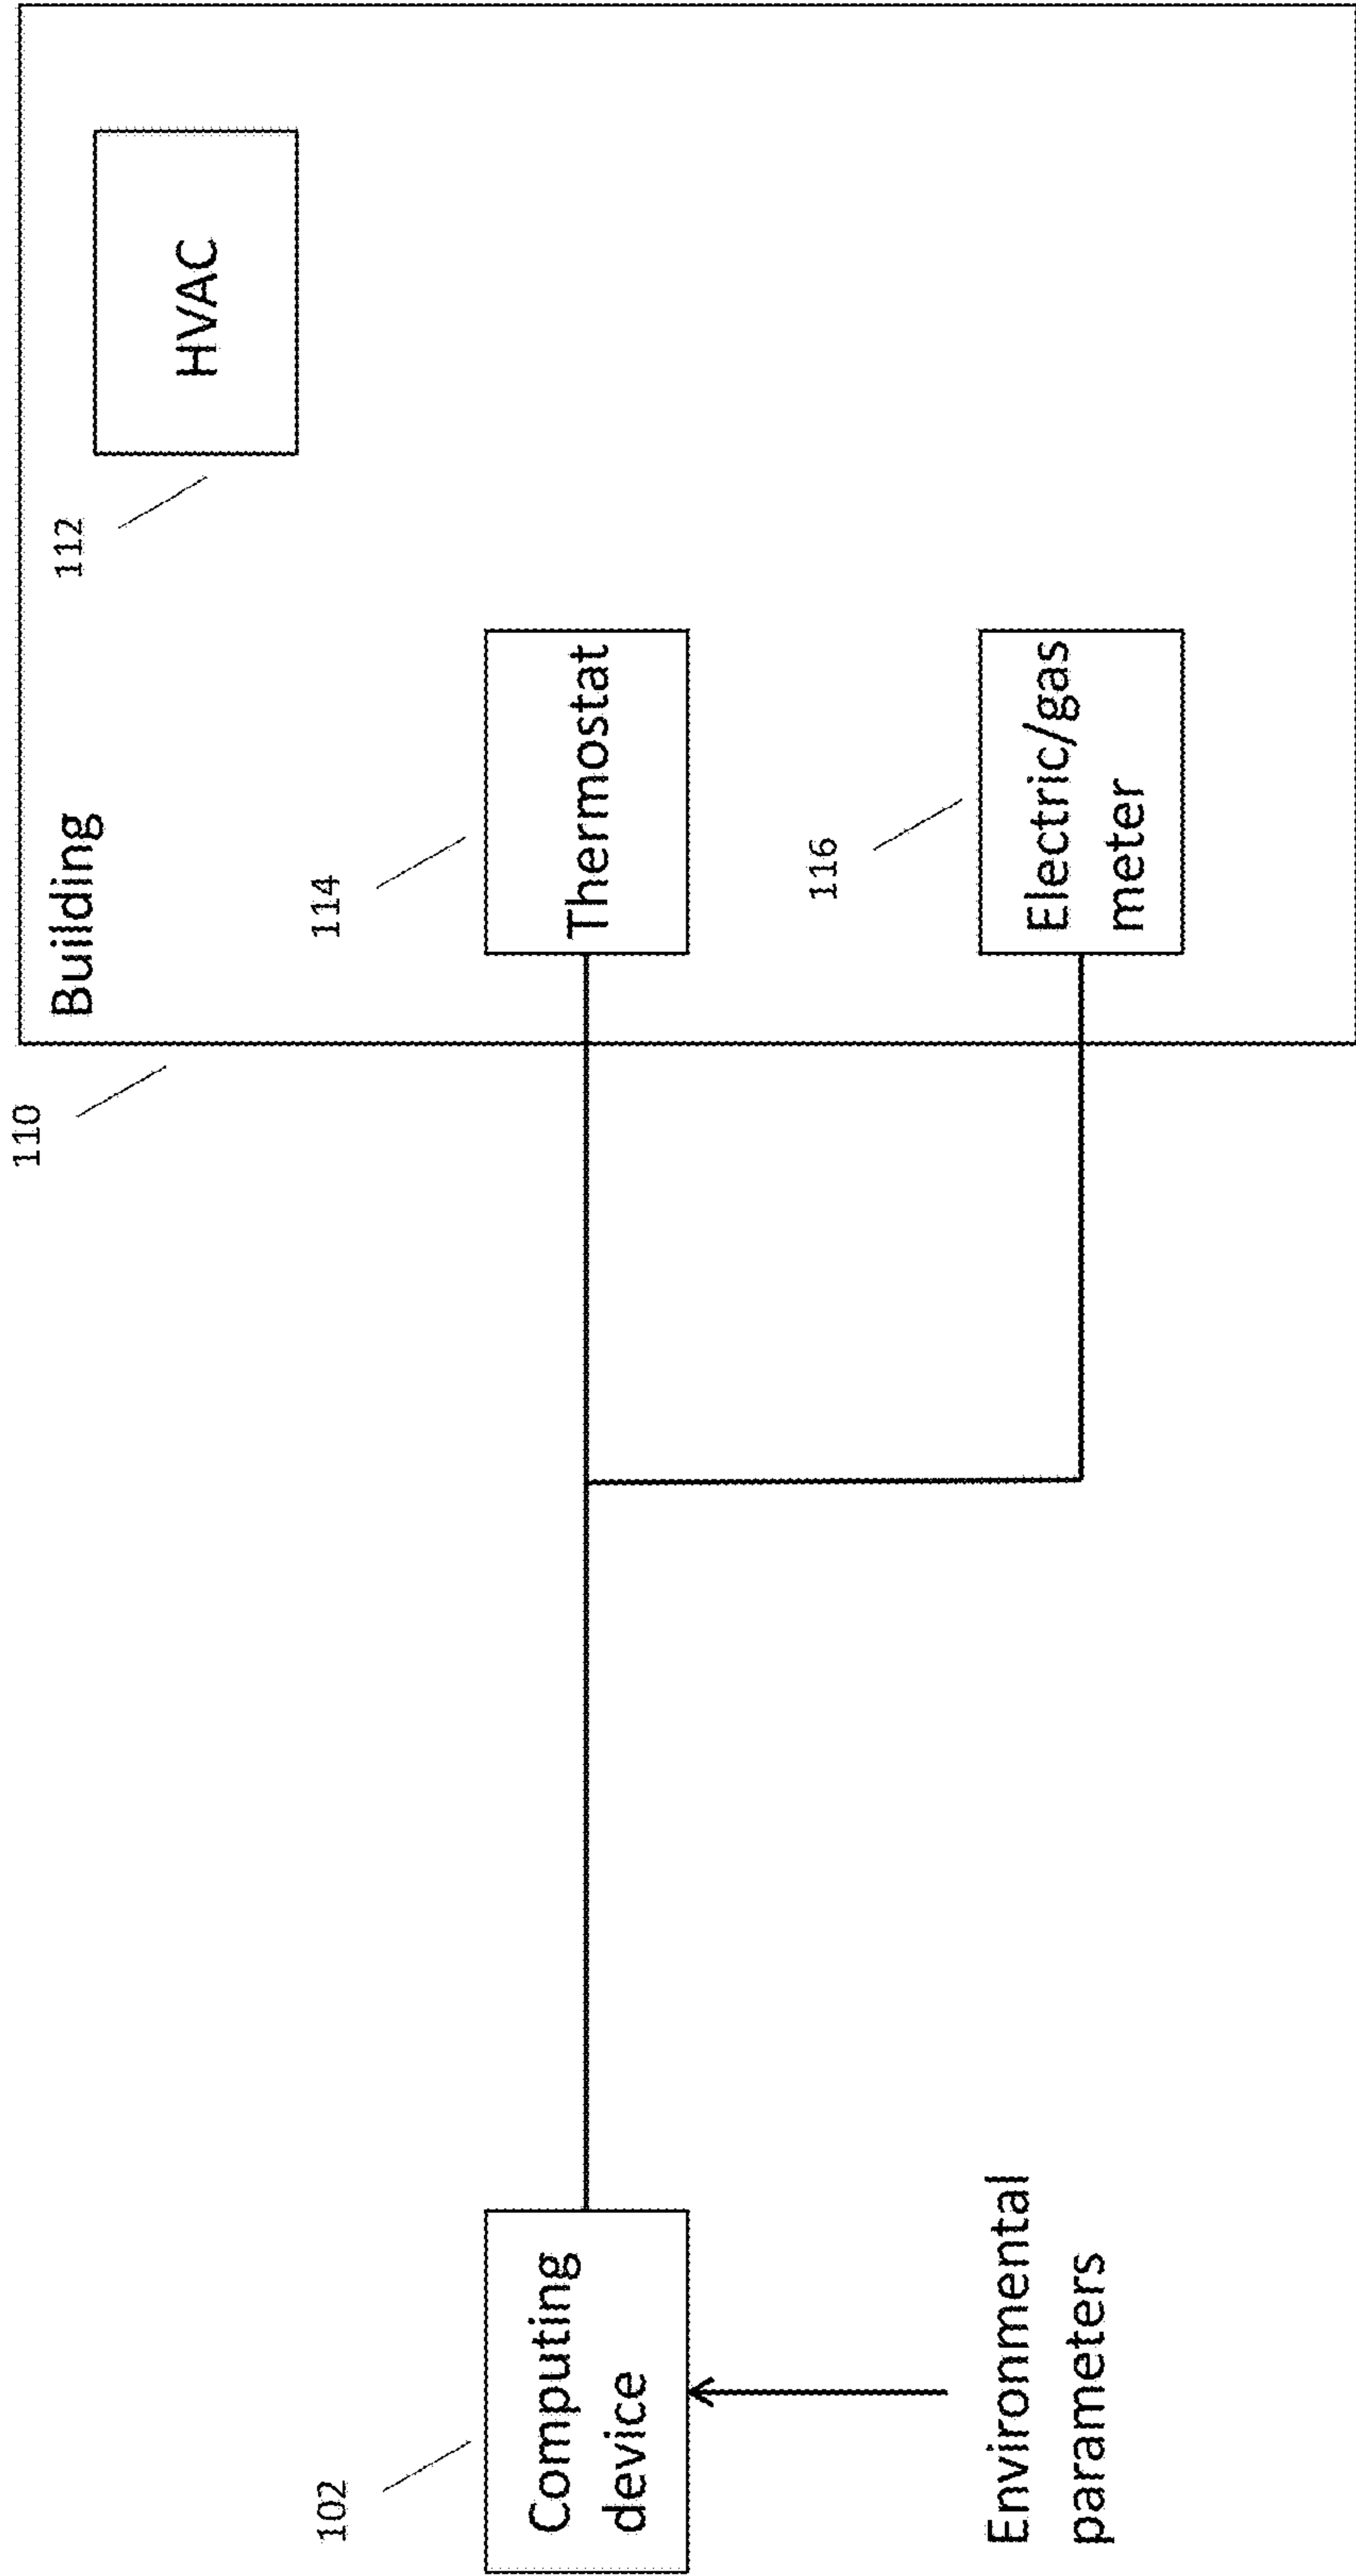 110
Building
112
HVAC
102
Computing
device
114
Thermostat
116
Electric/gas
meter
Environmental
parameters